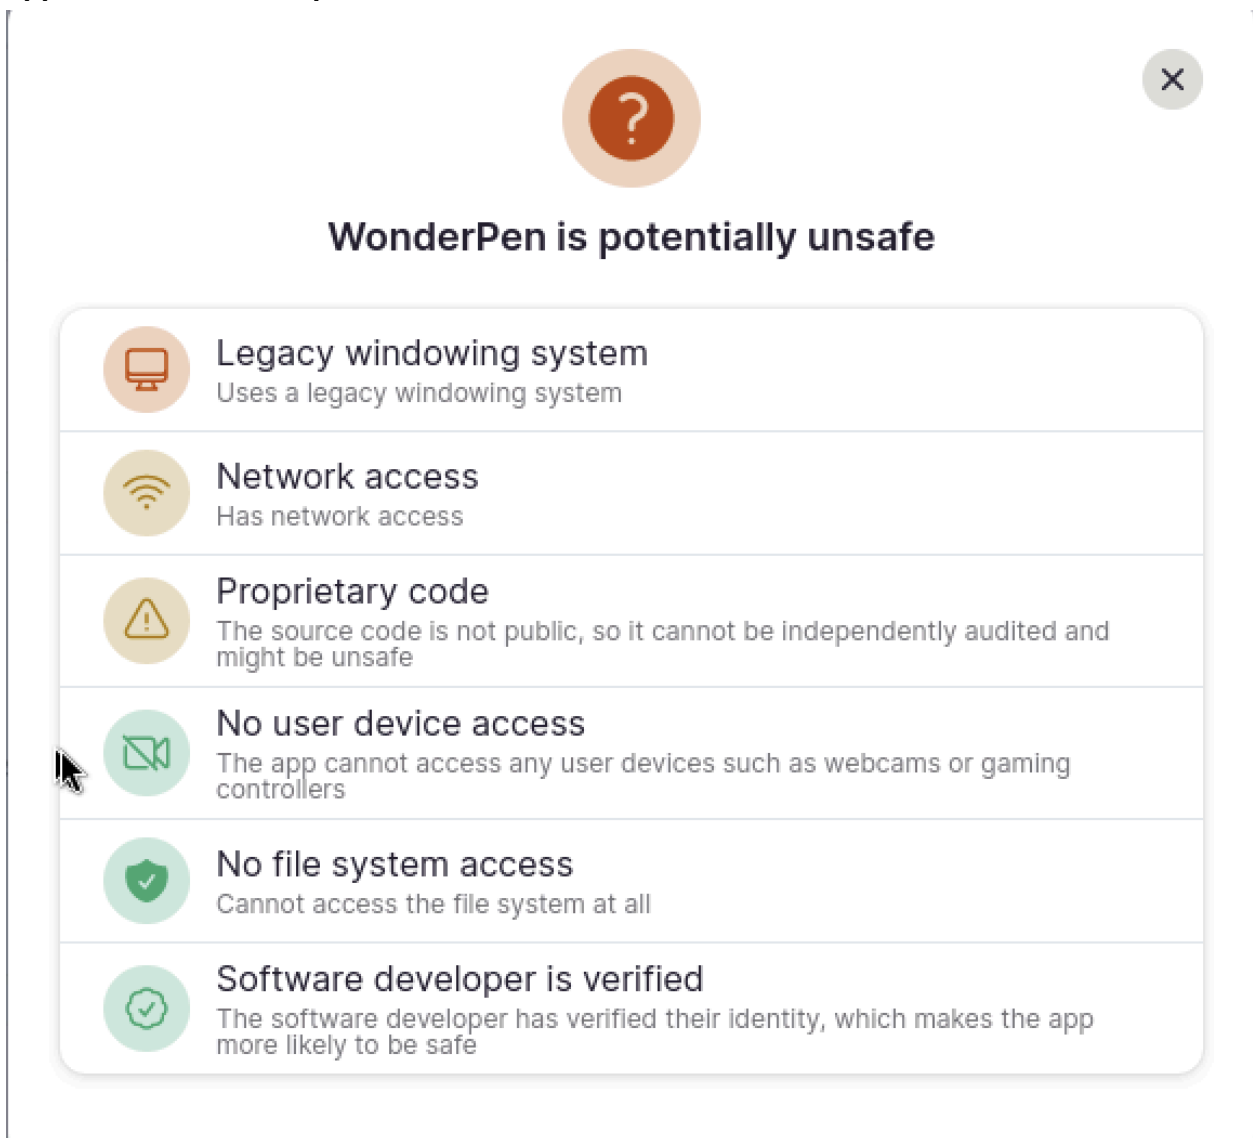 WonderPen is potentially unsafe
Legacy windowing system
Uses a legacy windowing system
Network access
Has network access
Proprietary code
The source code is not public, so it cannot be independently audited and
might be unsafe
No user device access
The app cannot access any user devices such as webcams or gaming
controllers
No file system access
Cannot access the file system at all
Software developer is verified
The software developer has verified their identity, which makes the app
more likely to be safe